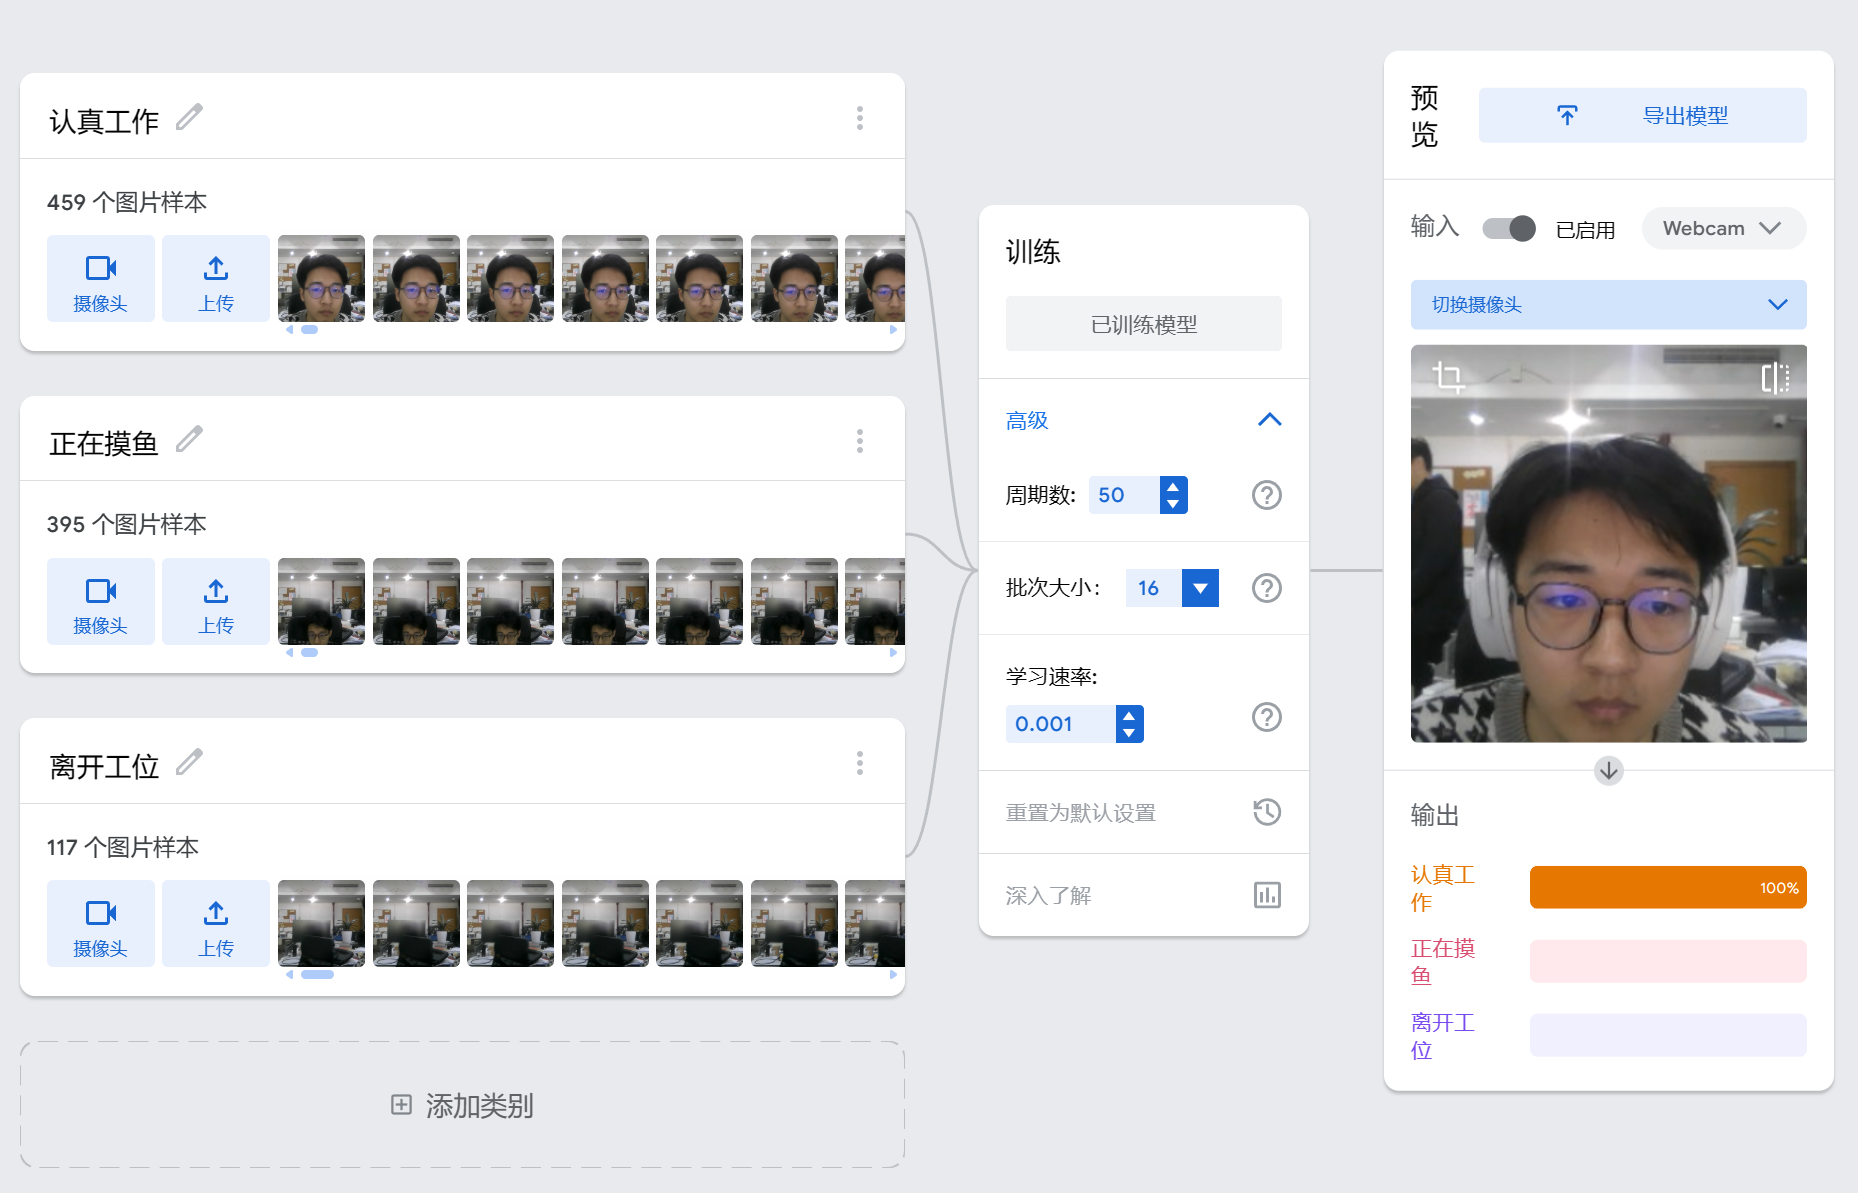 认真工作
459 个图片样本
摄像头
上传
正在摸鱼
395 个图片样本
摄像头
上传
离开工位
117 个图片样本
摄像头
上传
添加类别
训练
已训练模型
高级
周期数:
50
批次大小:
16
学习速率:
0.001
重置为默认设置
深入了解
预
览
导出模型
输入
已启用
Webcam
切换摄像头
输出
认真工
作
100%
正在摸
鱼
离开工
位